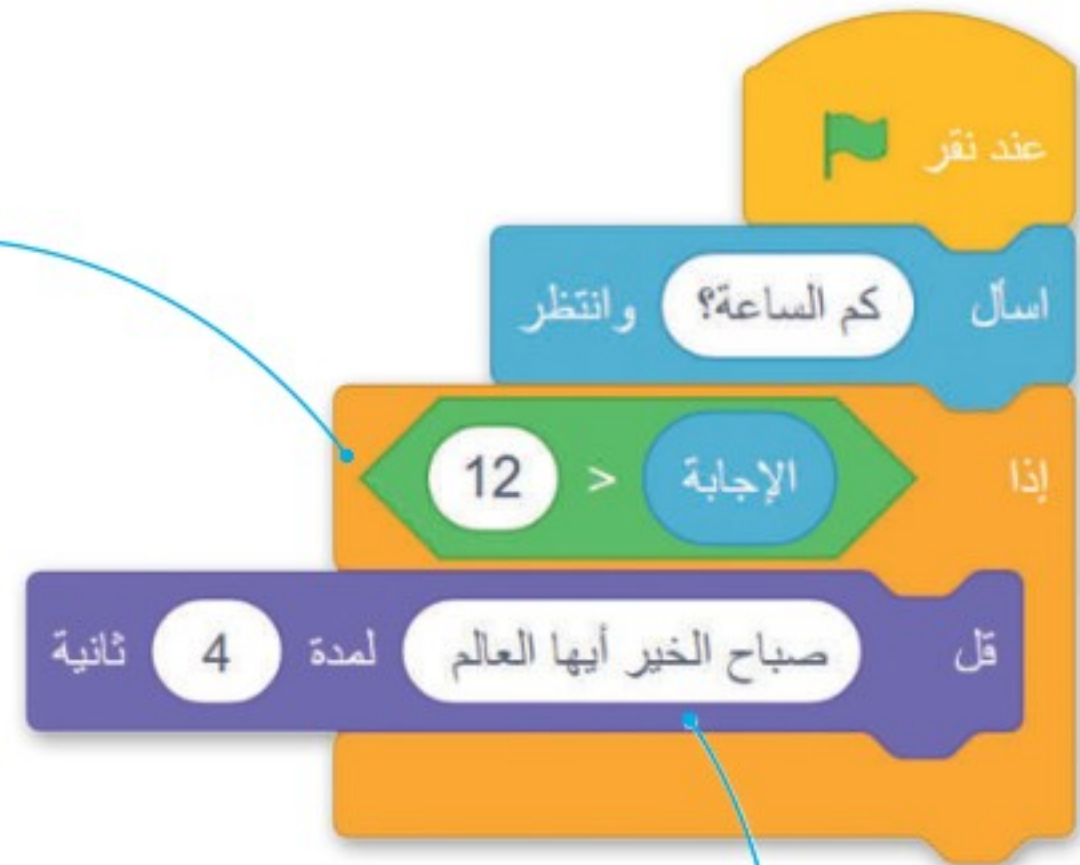 عند نقر
اسأل كم الساعة؟ وانتظر
إذا الإجابة < 12
قل صباح الخير أيها العالم لمدة 4 ثانية